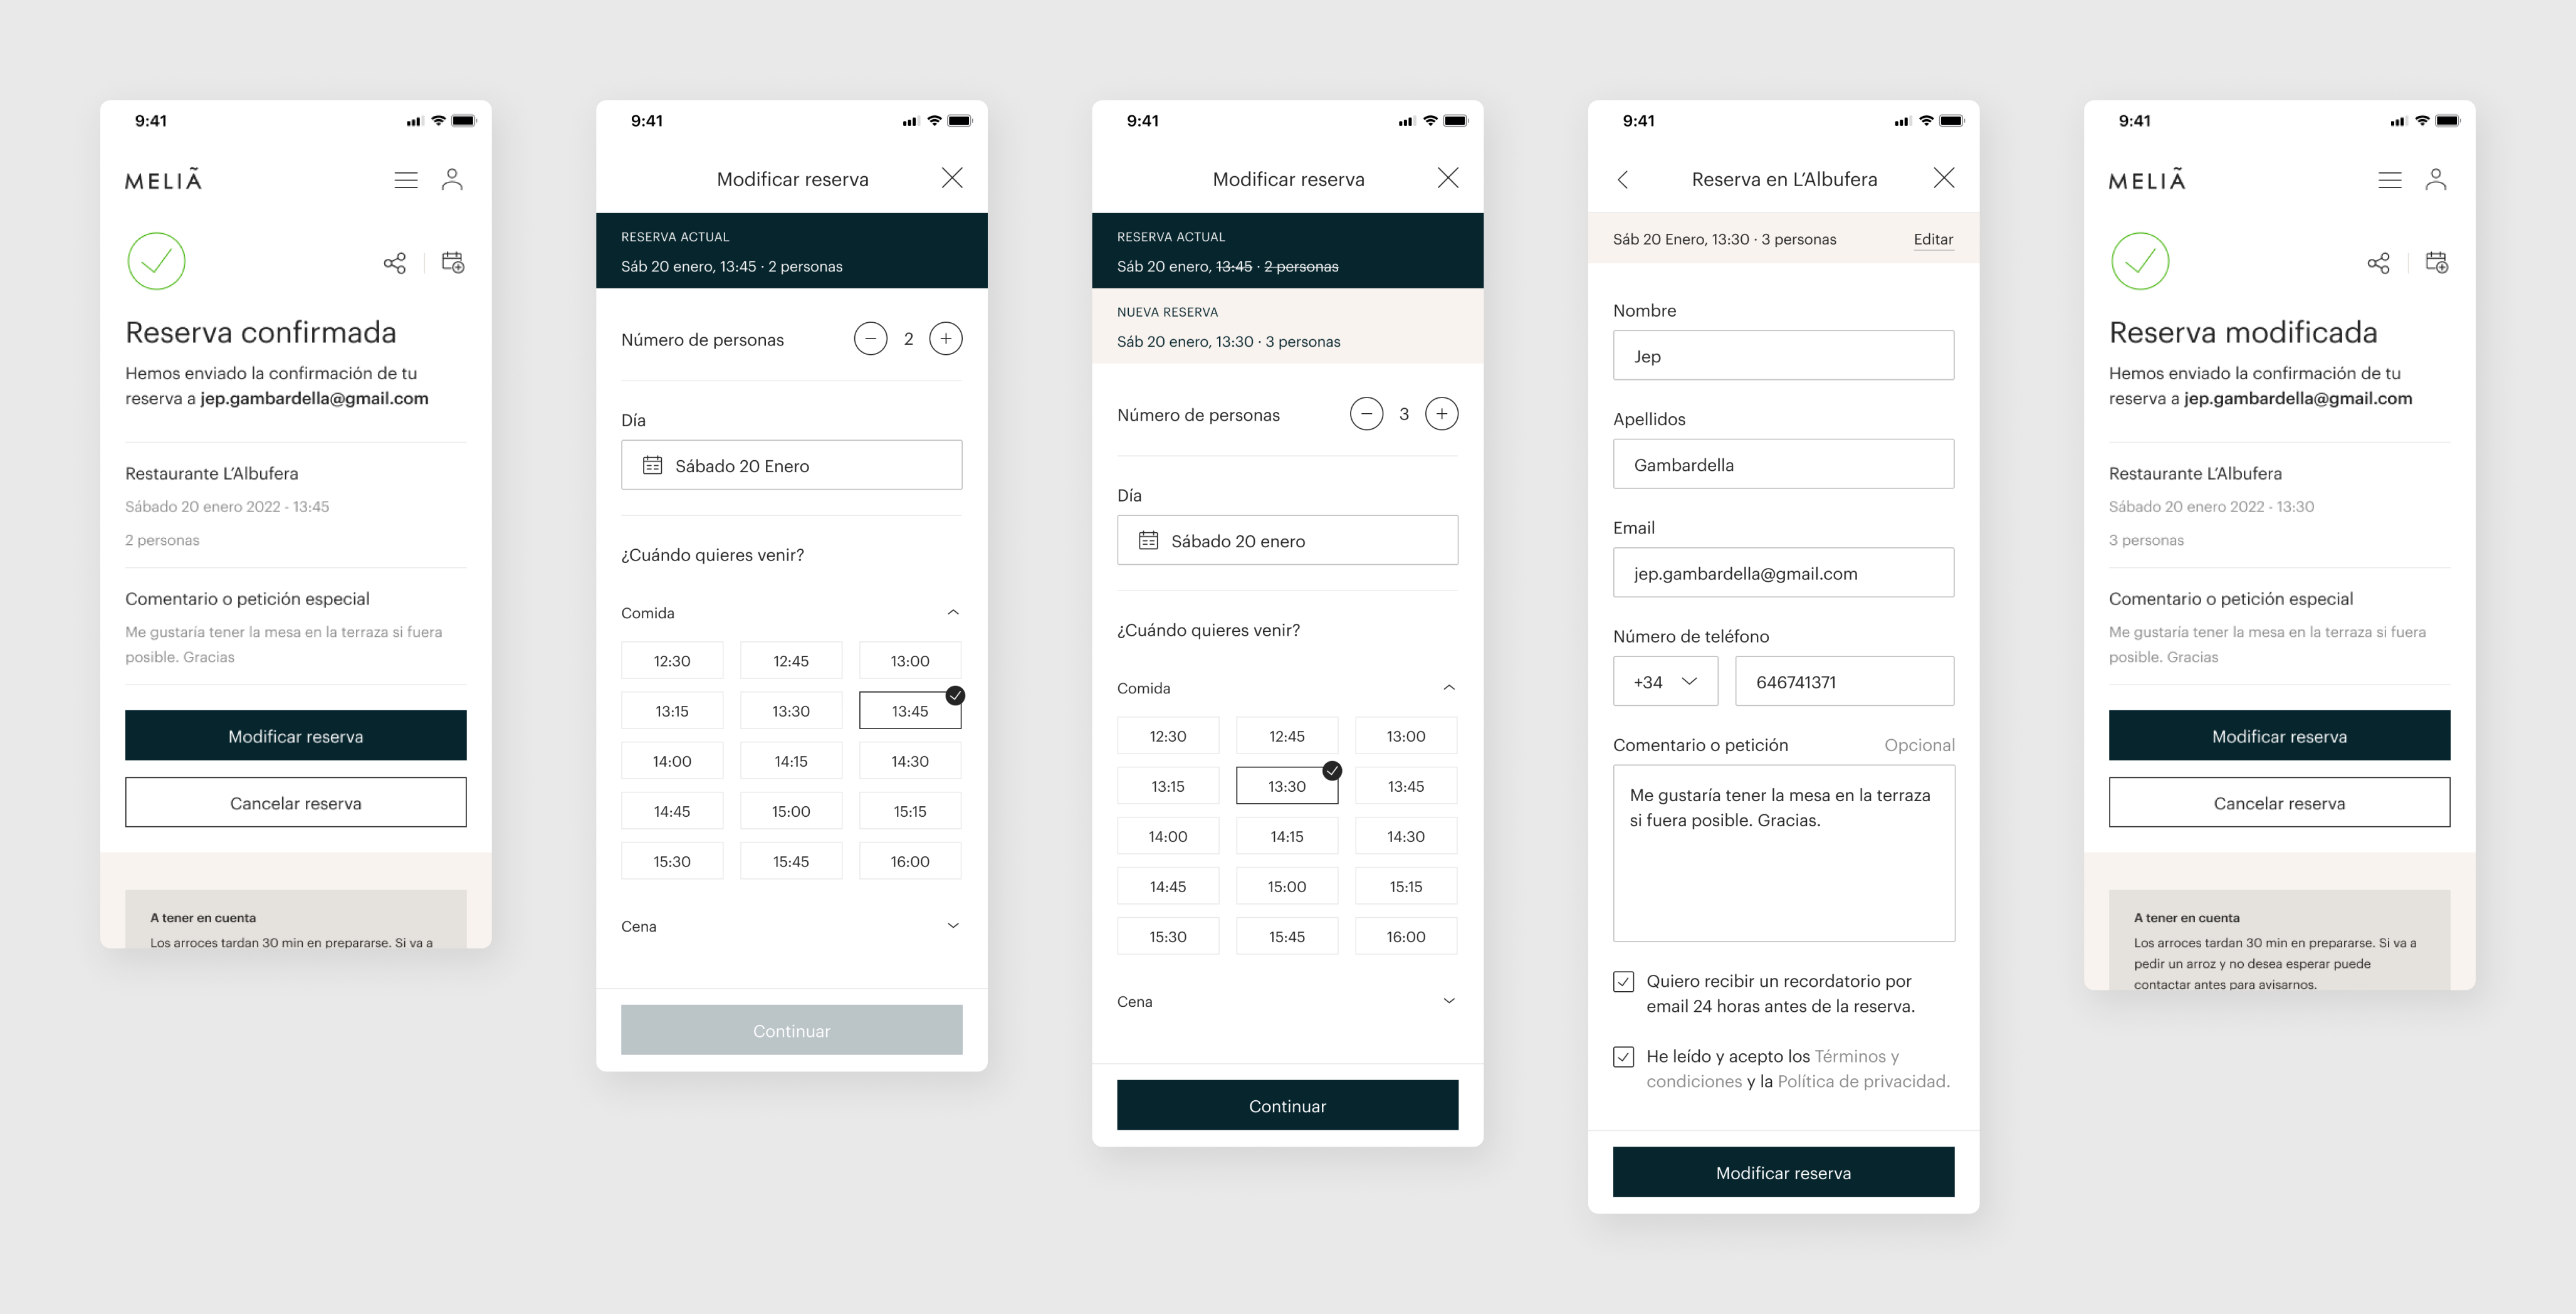 9:41
MELIÃ
Reserva confirmada
Hemos enviado la confirmación de tu
reserva a jep.gambardella@gmail.com
Restaurante L’Albufera
Sábado 20 enero 2022 - 13:45
2 personas
Comentario o petición especial
Me gustaría tener la mesa en la terraza si fuera
posible. Gracias
Modificar reserva
Cancelar reserva
A tener en cuenta
Los arroces tardan 30 min en prepararse. Si va a
9:41
Modificar reserva
RESERVA ACTUAL
Sáb 20 enero, 13:45 · 2 personas
Número de personas
2
Día
Sábado 20 Enero
¿Cuándo quieres venir?
Comida
12:30 12:45 13:00
13:15 13:30 13:45
14:00 14:15 14:30
14:45 15:00 15:15
15:30 15:45 16:00
Cena
Continuar
9:41
Modificar reserva
RESERVA ACTUAL
Sáb 20 enero, 13:45 · 2 personas
NUEVA RESERVA
Sáb 20 enero, 13:30 · 3 personas
Número de personas
3
Día
Sábado 20 enero
¿Cuándo quieres venir?
Comida
12:30 12:45 13:00
13:15 13:30 13:45
14:00 14:15 14:30
14:45 15:00 15:15
15:30 15:45 16:00
Cena
Continuar
9:41
Reserva en L’Albufera
Sáb 20 Enero, 13:30 · 3 personas Editar
Nombre
Jep
Apellidos
Gambardella
Email
jep.gambardella@gmail.com
Número de teléfono
+34 646741371
Comentario o petición Opcional
Me gustaría tener la mesa en la terraza
si fuera posible. Gracias.
Quiero recibir un recordatorio por
email 24 horas antes de la reserva.
He leído y acepto los Términos y
condiciones y la Política de privacidad.
Modificar reserva
9:41
MELIÃ
Reserva modificada
Hemos enviado la confirmación de tu
reserva a jep.gambardella@gmail.com
Restaurante L’Albufera
Sábado 20 enero 2022 - 13:30
3 personas
Comentario o petición especial
Me gustaría tener la mesa en la terraza si fuera
posible. Gracias
Modificar reserva
Cancelar reserva
A tener en cuenta
Los arroces tardan 30 min en prepararse. Si va a
pedir un arroz y no desea esperar puede
contactar antes para avisarnos.